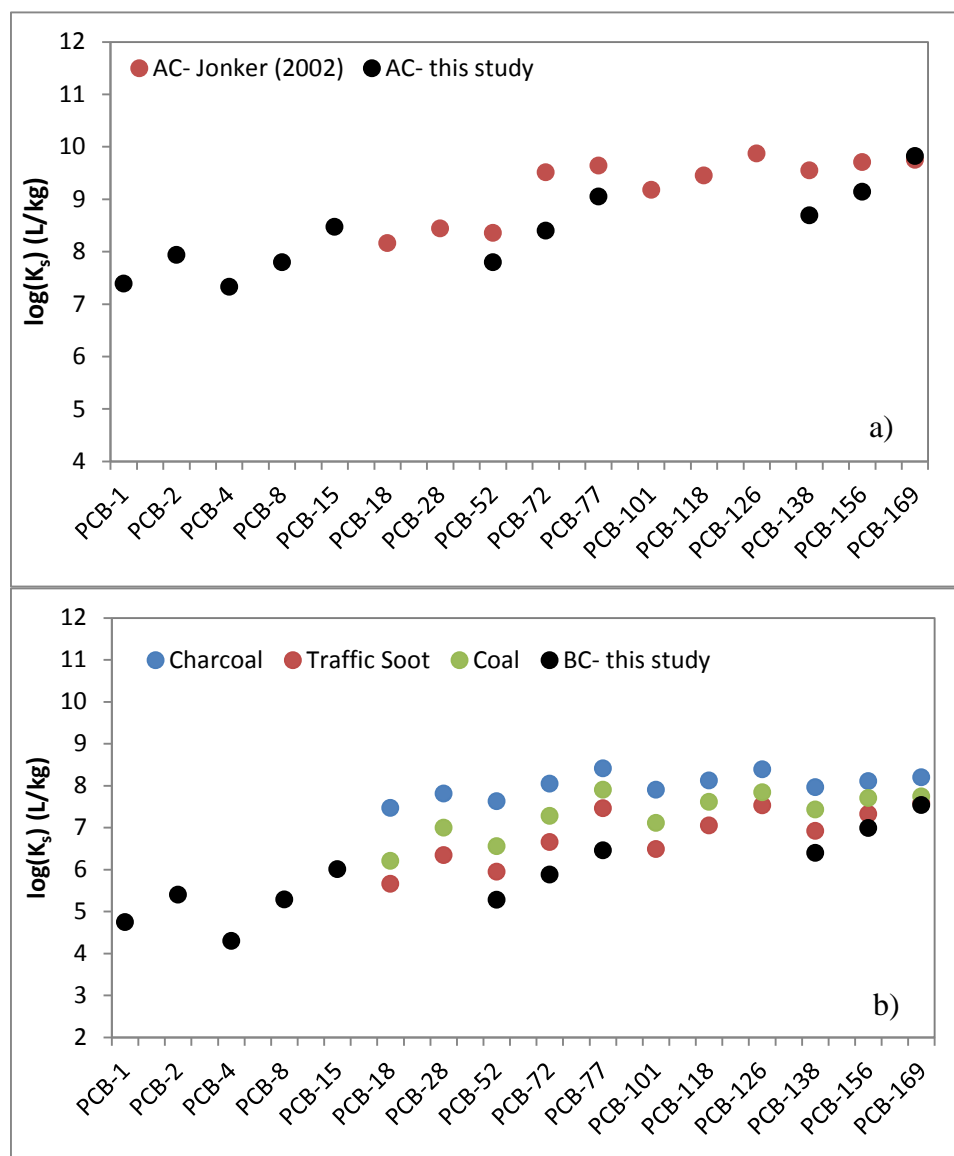 12
11
10
9
8
7
6
5
4
log(Ks) (L/kg)
AC- Jonker (2002) AC- this study
a)
PCB-1 PCB-2 PCB-4 PCB-8 PCB-15 PCB-18 PCB-28 PCB-52 PCB-72 PCB-77 PCB-101 PCB-118 PCB-126 PCB-138 PCB-156 PCB-169
12
11
10
9
8
7
6
5
4
3
2
log(Ks) (L/kg)
Charcoal Traffic Soot Coal BC- this study
b)
PCB-1 PCB-2 PCB-4 PCB-8 PCB-15 PCB-18 PCB-28 PCB-52 PCB-72 PCB-77 PCB-101 PCB-118 PCB-126 PCB-138 PCB-156 PCB-169